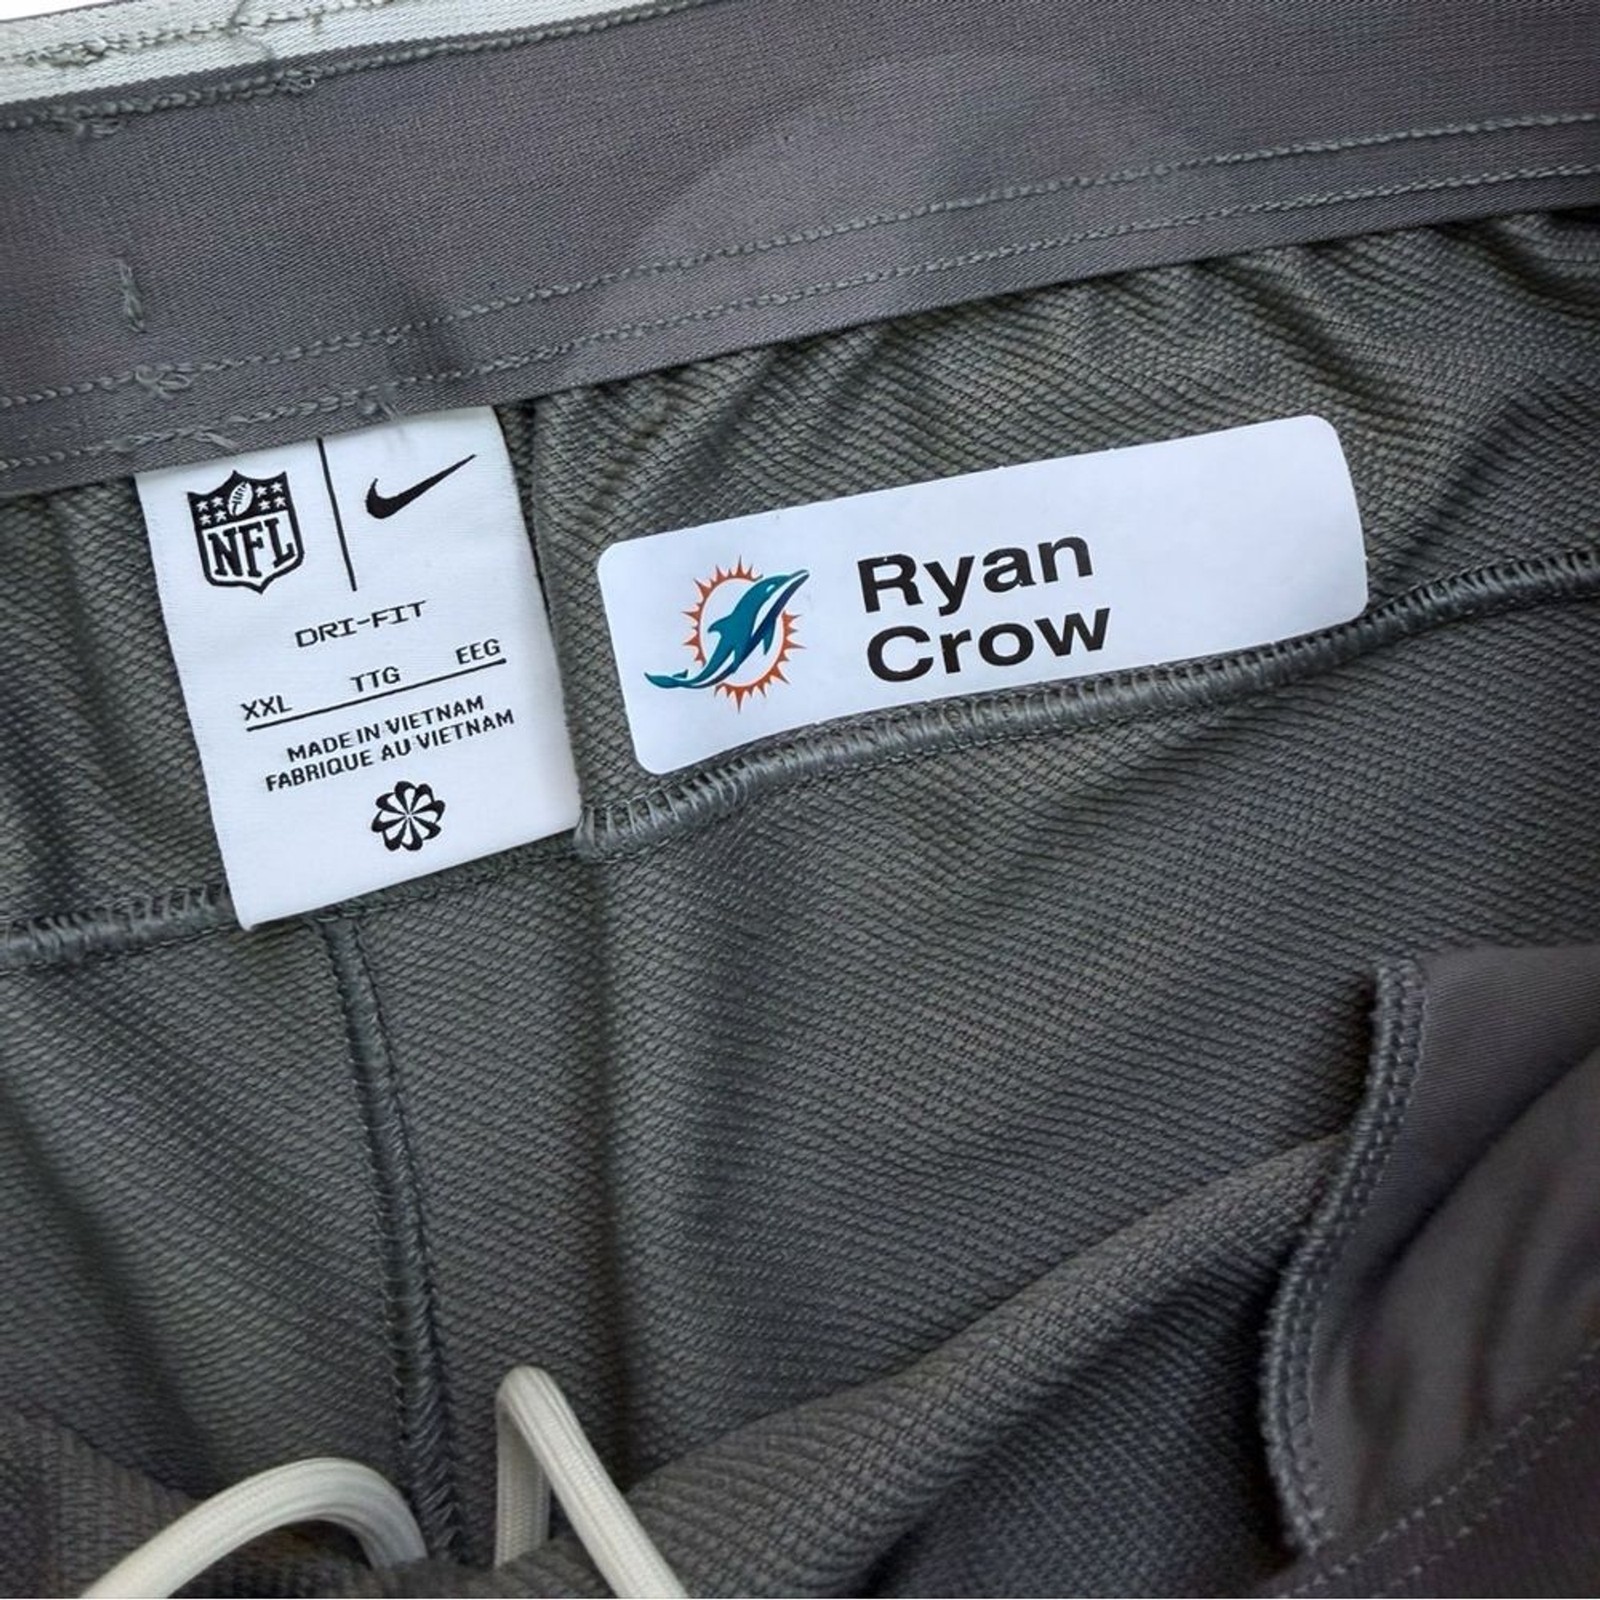 NFL
DRI-FIT
XXL TTG EEG
MADE IN VIETNAM
FABRIQUE AU VIETNAM
Ryan
Crow